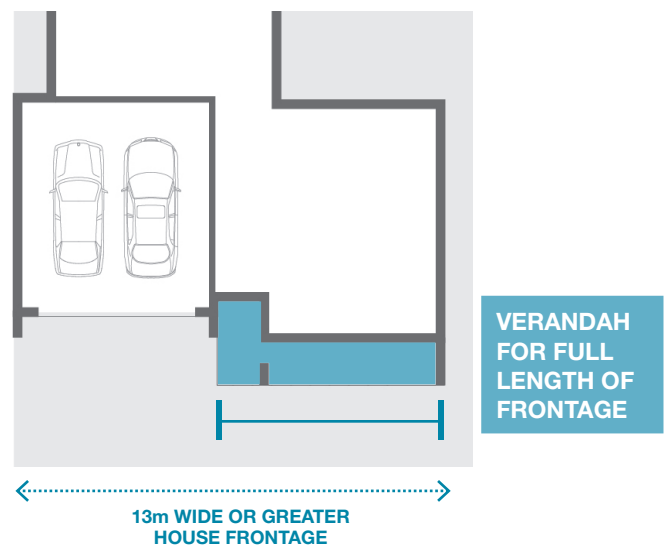 VERANDAH
FOR FULL
LENGTH OF
FRONTAGE
13m WIDE OR GREATER
HOUSE FRONTAGE